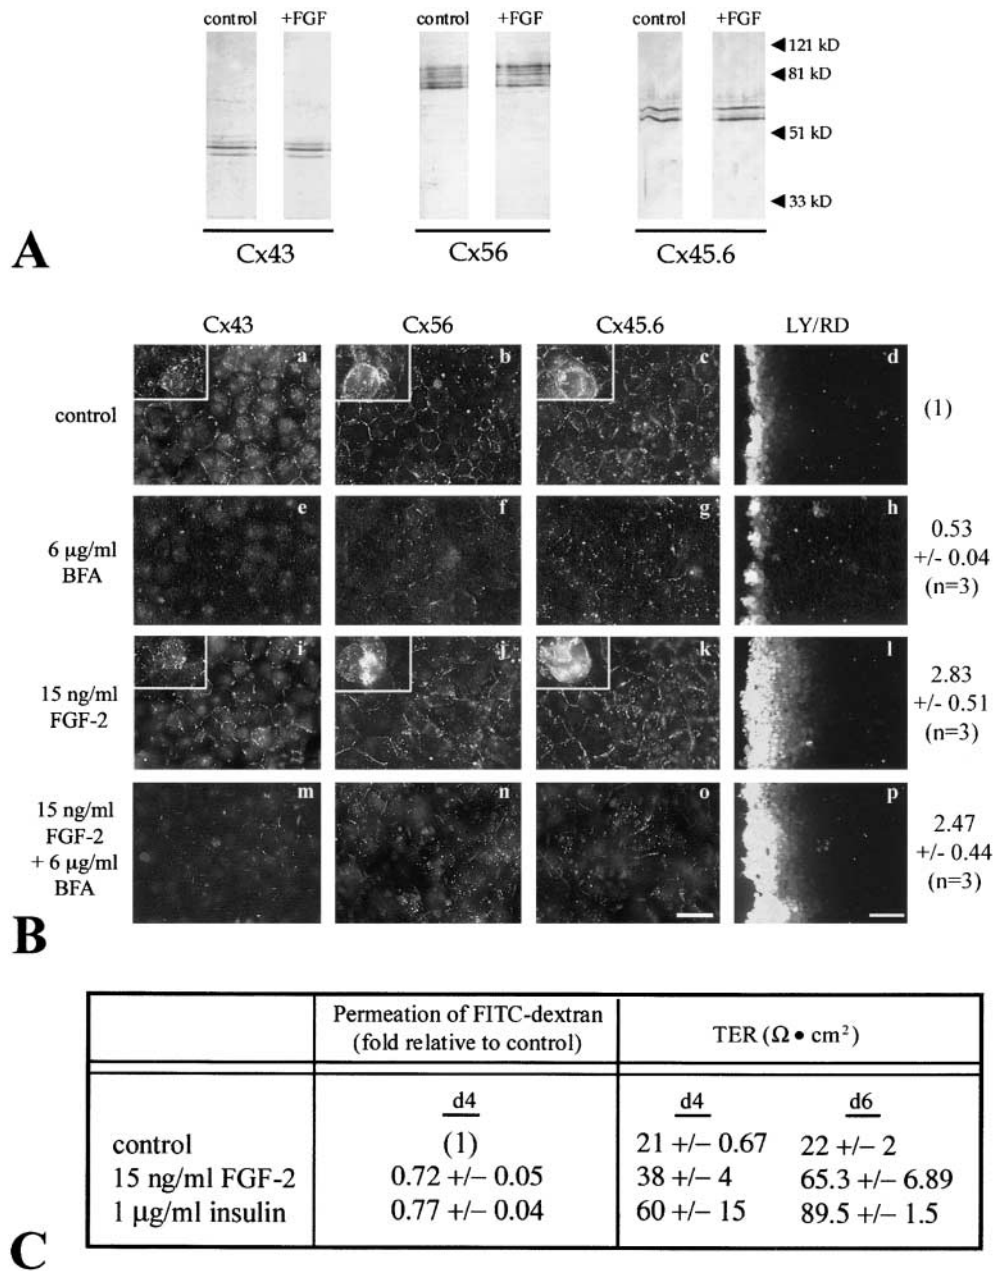 control +FGF control +FGF control +FGF
◀121 kD
◀81 kD
◀51 kD
◀33 kD
A
Cx43 Cx56 Cx45.6
Cx43 Cx56 Cx45.6 LY/RD
control a b c d (1)
6 µg/ml BFA e f g h 0.53 +/- 0.04 (n=3)
15 ng/ml FGF-2 i j k l 2.83 +/- 0.51 (n=3)
15 ng/ml FGF-2 + 6 µg/ml BFA m n o p 2.47 +/- 0.44 (n=3)
B
Permeation of FITC-dextran
(fold relative to control)
TER (Ω • cm²)
d4 d4 d6
control (1) 21 +/– 0.67 22 +/– 2
15 ng/ml FGF-2 0.72 +/– 0.05 38 +/– 4 65.3 +/– 6.89
1 µg/ml insulin 0.77 +/– 0.04 60 +/– 15 89.5 +/– 1.5
C